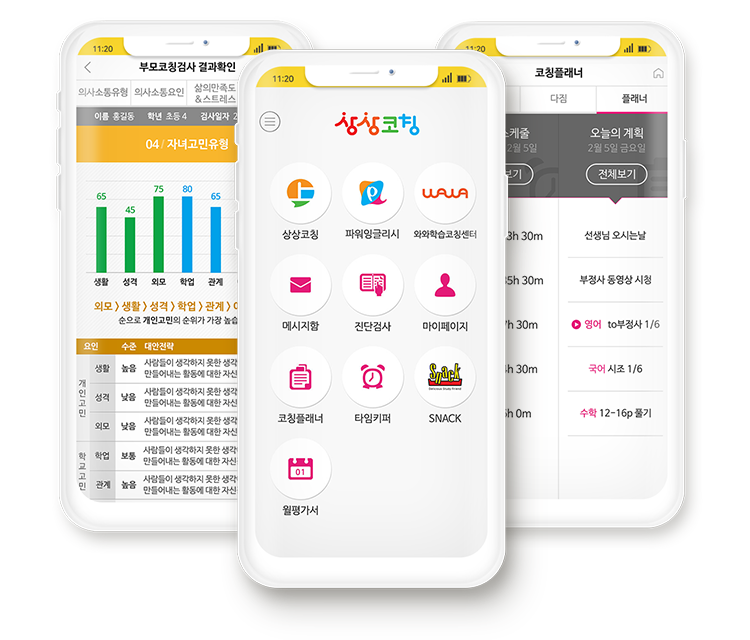 11:20
부모코칭검사 결과확인
의사소통유형 의사소통요인 삶의만족도
&스트레스
이름 홍길동 학년 초등 4 검사일자 2
04 / 자녀고민유형
65 45 75 80 65
생활 성격 외모 학업 관계
외모 > 생활 > 성격 > 학업 > 관계 >
순으로 개인고민의 순위가 가장 높습
요인 수준 대안전략
개인고민
생활 높음 사람들이 생각하지 못한 생각
만들어내는 활동에 대한 자신
성격 낮음 사람들이 생각하지 못한 생각
만들어내는 활동에 대한 자신
외모 낮음 사람들이 생각하지 못한 생각
만들어내는 활동에 대한 자신
학교고민
학업 보통 사람들이 생각하지 못한 생각
만들어내는 활동에 대한 자신
관계 높음 사람들이 생각하지 못한 생각
만들어내는 활동에 대한 자신
11:20
상상코칭
상상코칭 파워잉글리시 WAWA 와와학습코칭센터
메시지함 진단검사 마이페이지
Snack
코칭플래너 타임키퍼 SNACK
01
월평가서
11:20
코칭플래너
다짐 플래너
스케줄 오늘의 계획
2월 5일 2월 5일 금요일
보기 전체보기
3h 30m 선생님 오시는날
35h 30m 부정사 동영상 시청
7h 30m 영어 to부정사 1/6
4h 30m 국어 시조 1/6
5h 0m 수학 12-16p 풀기